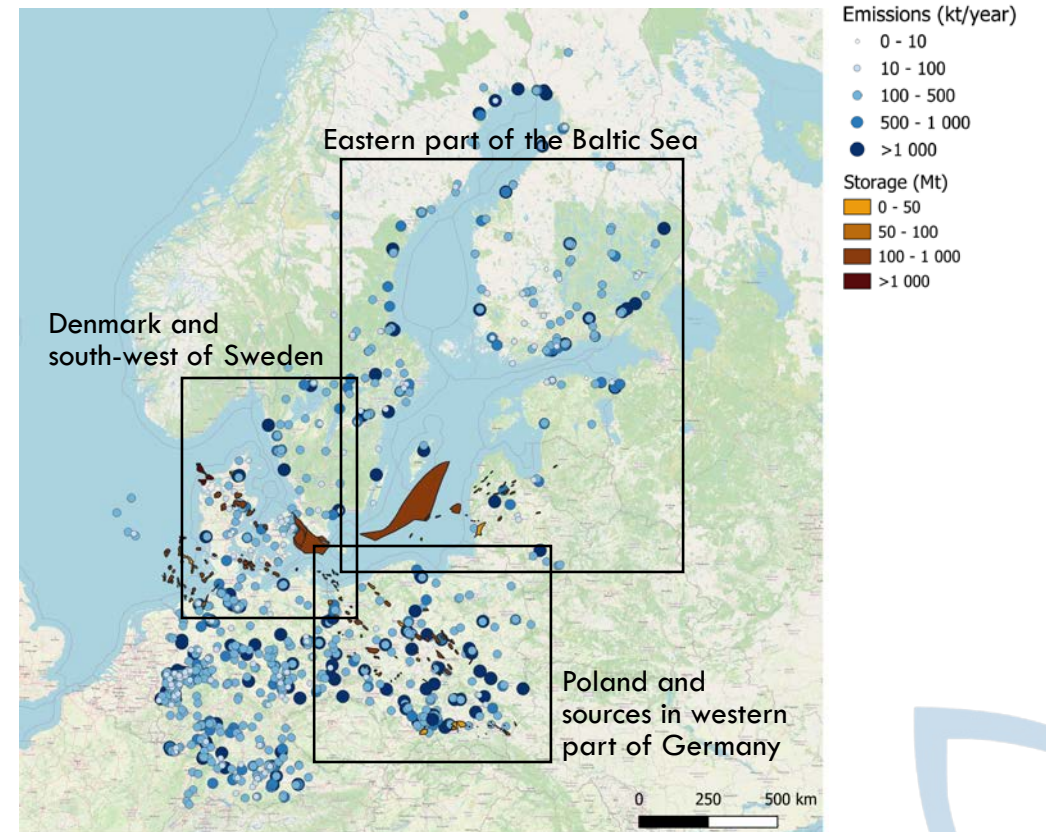 Emissions (kt/year)
0 - 10
10 - 100
100 - 500
500 - 1 000
>1 000
Storage (Mt)
0 - 50
50 - 100
100 - 1 000
>1 000
Eastern part of the Baltic Sea
Denmark and
south-west of Sweden
Poland and
sources in western
part of Germany
0 250 500 km